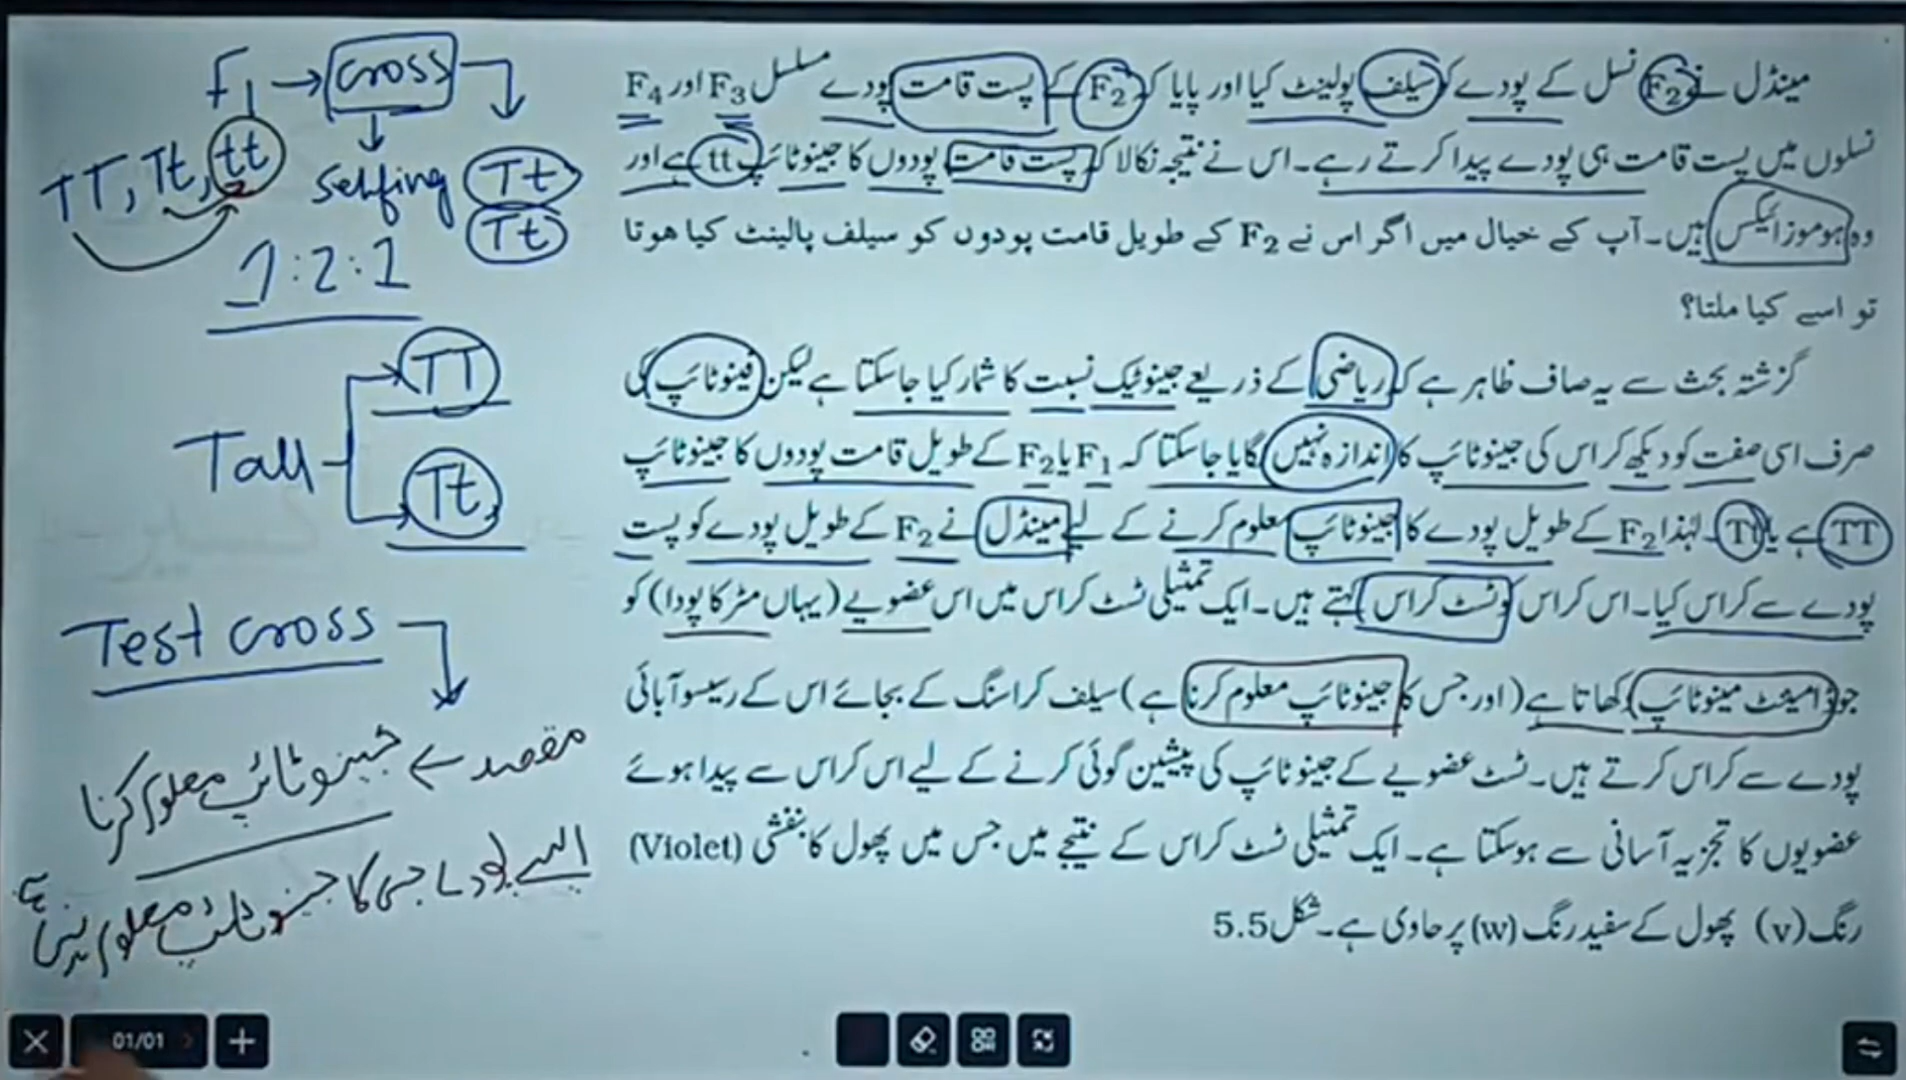 مینڈل نے F2 نسل کے پودے کو سیلف پولینٹ کیا اور پایا کہ F2 کے پست قامت پودے مسلسل F3 اور F4
نسلوں میں پست قامت ہی پودے پیدا کرتے رہے۔ اس نے نتیجہ نکالا کہ پست قامت پودوں کا جینوٹائپ tt ہے اور
وہ ہوموزائیگس ہیں۔ آپ کے خیال میں اگر اس نے F2 کے طویل قامت پودوں کو سیلف پالینٹ کیا ہوتا
تو اسے کیا ملتا؟
گزشتہ بحث سے یہ صاف ظاہر ہے کہ ریاضی کے ذریعے جینوٹیک نسبت کا شمار کیا جاسکتا ہے لیکن فینوٹائپ کی
صرف اسی صفت کو دیکھ کر اس کی جینوٹائپ کا اندازہ نہیں لگایا جاسکتا کہ F1 یا F2 کے طویل قامت پودوں کا جینوٹائپ
TT ہے یا Tt۔ لہٰذا F2 کے طویل پودے کا جینوٹائپ معلوم کرنے کے لیے مینڈل نے F2 کے طویل پودے کو پست
پودے سے کراس کیا۔ اس کراس کو ٹسٹ کراس کہتے ہیں۔ ایک تمثیلی ٹسٹ کراس میں اس عضویے (یہاں مٹر کا پودا) کو
جو ڈامیننٹ فینوٹائپ دکھاتا ہے (اور جس کا جینوٹائپ معلوم کرنا ہے) سیلف کراسنگ کے بجائے اس کے ریسسو آبائی
پودے سے کراس کرتے ہیں۔ ٹسٹ عضویے کے جینوٹائپ کی پیشین گوئی کرنے کے لیے اس کراس سے پیدا ہوئے
عضویوں کا تجزیہ آسانی سے ہوسکتا ہے۔ ایک تمثیلی ٹسٹ کراس کے نتیجے میں جس میں پھول کا بنفشی (Violet)
رنگ (v) پھول کے سفید رنگ (w) پر حاوی ہے۔ شکل 5.5
F1 → cross
TT, Tt, tt
Selfing
Tt
Tt
1:2:1
TT
Tall
Tt
Test cross
مقصد ← جینوٹائپ معلوم کرنا
ایسے پودے جس کا جینوٹائپ معلوم نہیں ہے
01/01